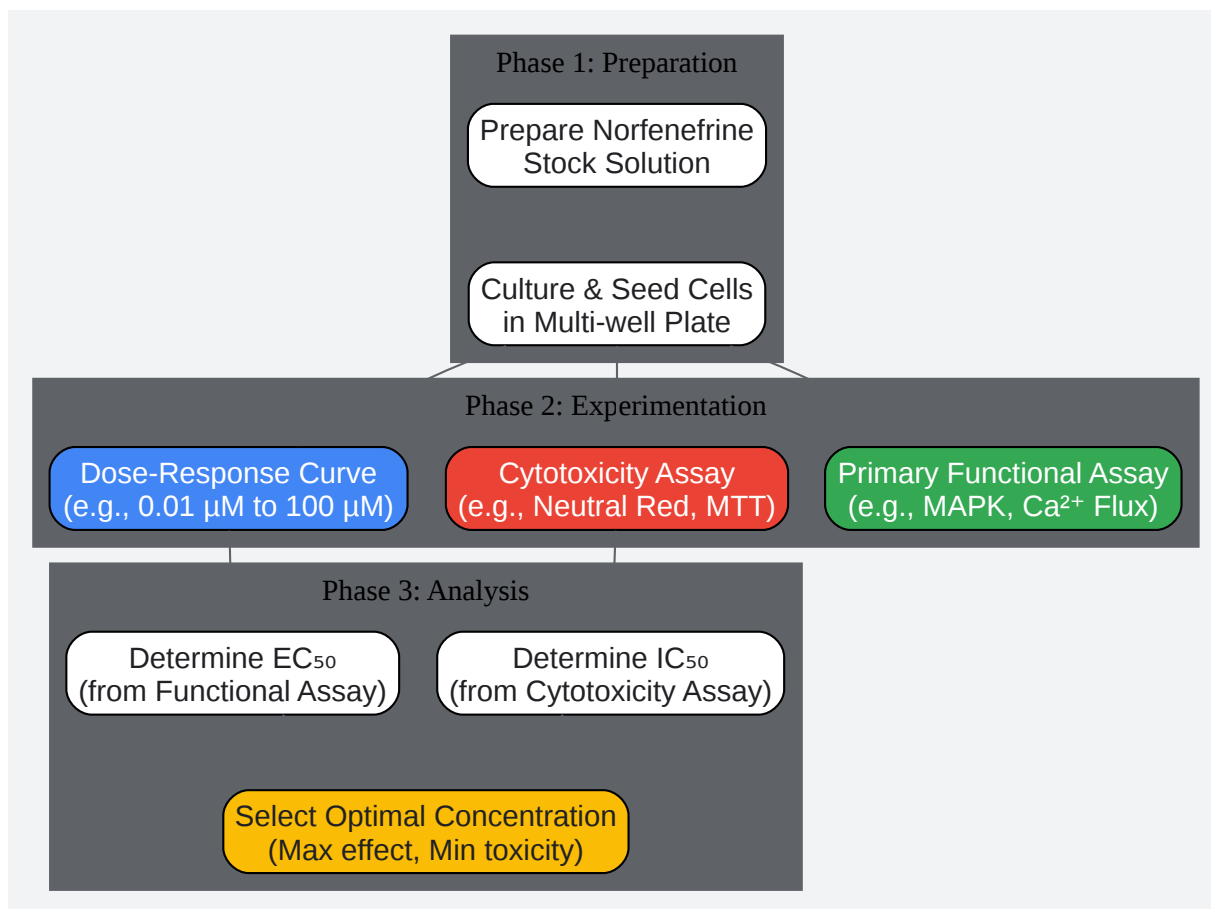 Phase 1: Preparation
Prepare Norfenefrine
Stock Solution
Culture & Seed Cells
in Multi-well Plate
Phase 2: Experimentation
Dose-Response Curve
(e.g., 0.01 µM to 100 µM)
Cytotoxicity Assay
(e.g., Neutral Red, MTT)
Primary Functional Assay
(e.g., MAPK, Ca²⁺ Flux)
Phase 3: Analysis
Determine EC₅₀
(from Functional Assay)
Determine IC₅₀
(from Cytotoxicity Assay)
Select Optimal Concentration
(Max effect, Min toxicity)